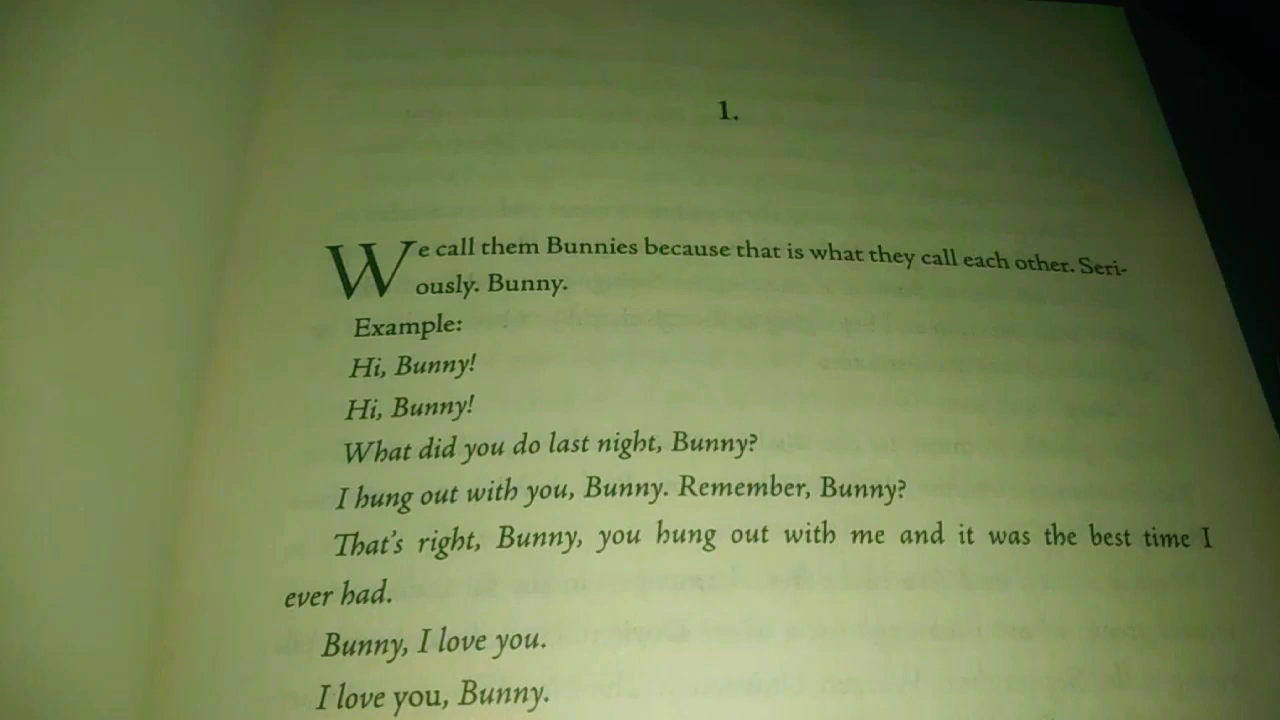 1.
We call them Bunnies because that is what they call each other. Seri-
ously. Bunny.
Example:
Hi, Bunny!
Hi, Bunny!
What did you do last night, Bunny?
I hung out with you, Bunny. Remember, Bunny?
That's right, Bunny, you hung out with me and it was the best time I
ever had.
Bunny, I love you.
I love you, Bunny.